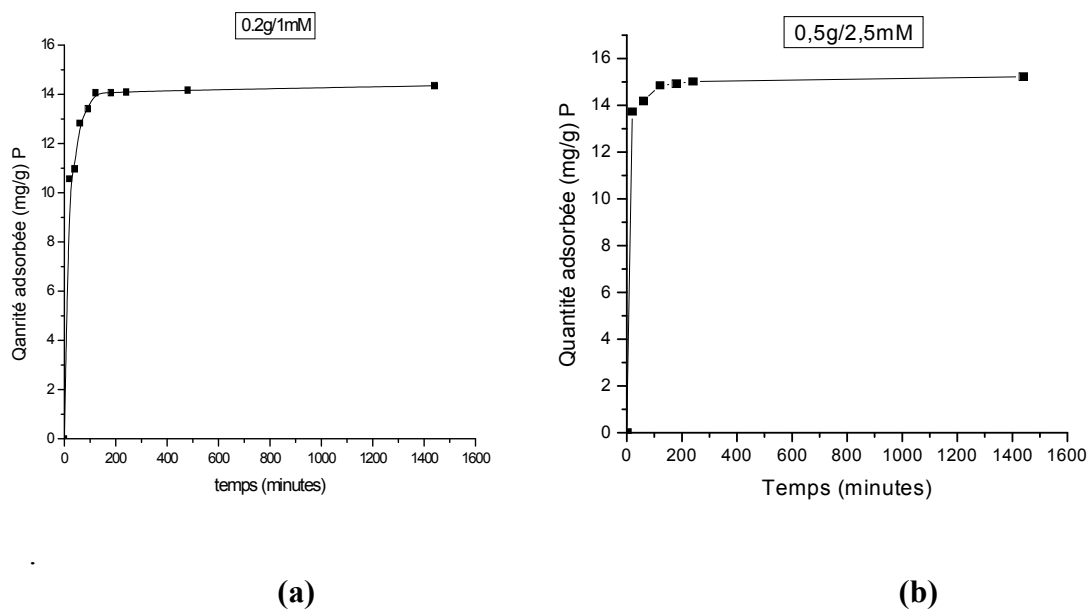 0.2g/1mM
16
14
12
10
8
6
4
2
0
Qanrité adsorbée (mg/g) P
0 200 400 600 800 1000 1200 1400 1600
temps (minutes)
(a)
0,5g/2,5mM
16
14
12
10
8
6
4
2
0
Quantité adsorbée (mg/g) P
0 200 400 600 800 1000 1200 1400 1600
Temps (minutes)
(b)
.